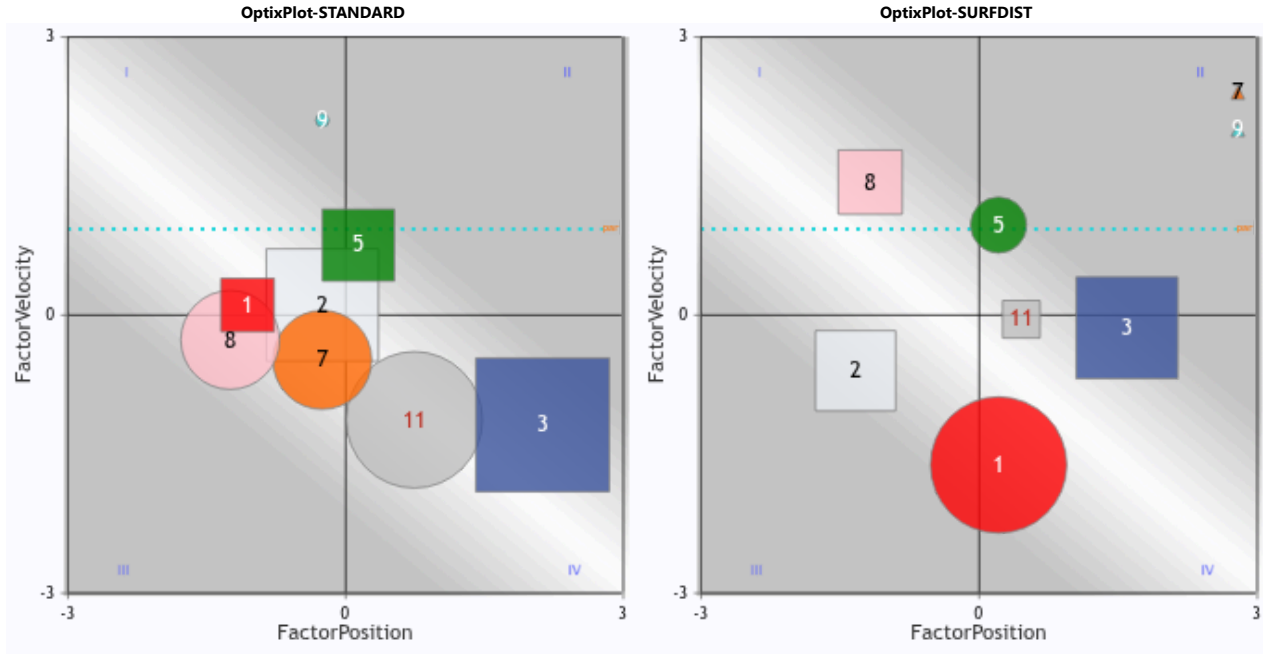 OptixPlot-STANDARD
3
I
II
9
5
1
2
0
8
7
11
3
III
IV
-3
-3
0
3
FactorPosition
FactorVelocity
OptixPlot-SURFDIST
3
I
II
7
9
8
5
0
11
3
2
1
III
IV
-3
-3
0
3
FactorPosition
FactorVelocity